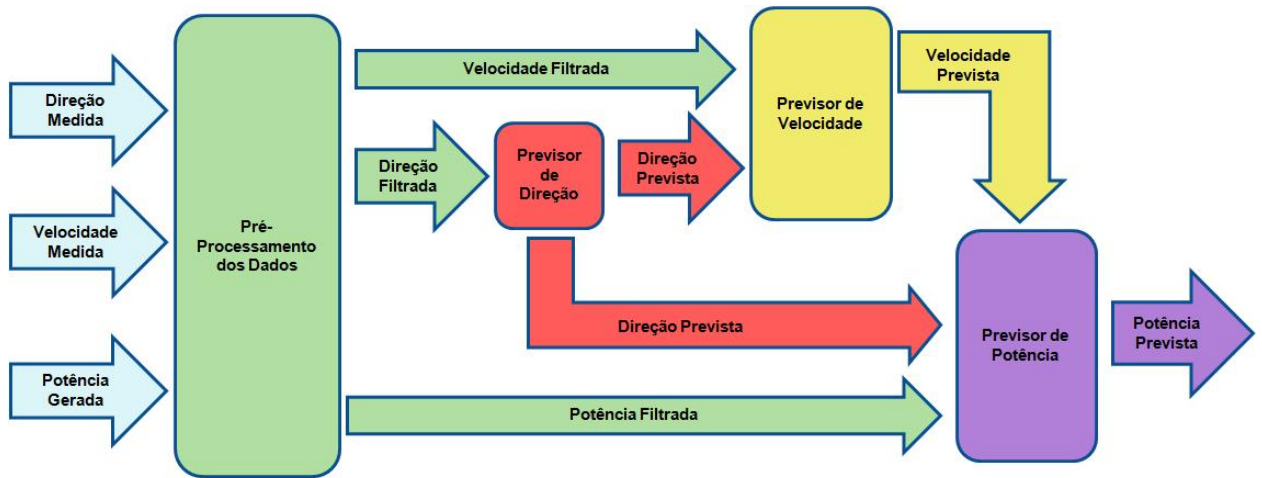 Direção
Medida
Velocidade
Medida
Potência
Gerada
Pré-
Processamento
dos Dados
Velocidade Filtrada
Direção
Filtrada
Previsor
de
Direção
Direção
Prevista
Previsor de
Velocidade
Velocidade
Prevista
Direção Prevista
Potência Filtrada
Previsor de
Potência
Potência
Prevista